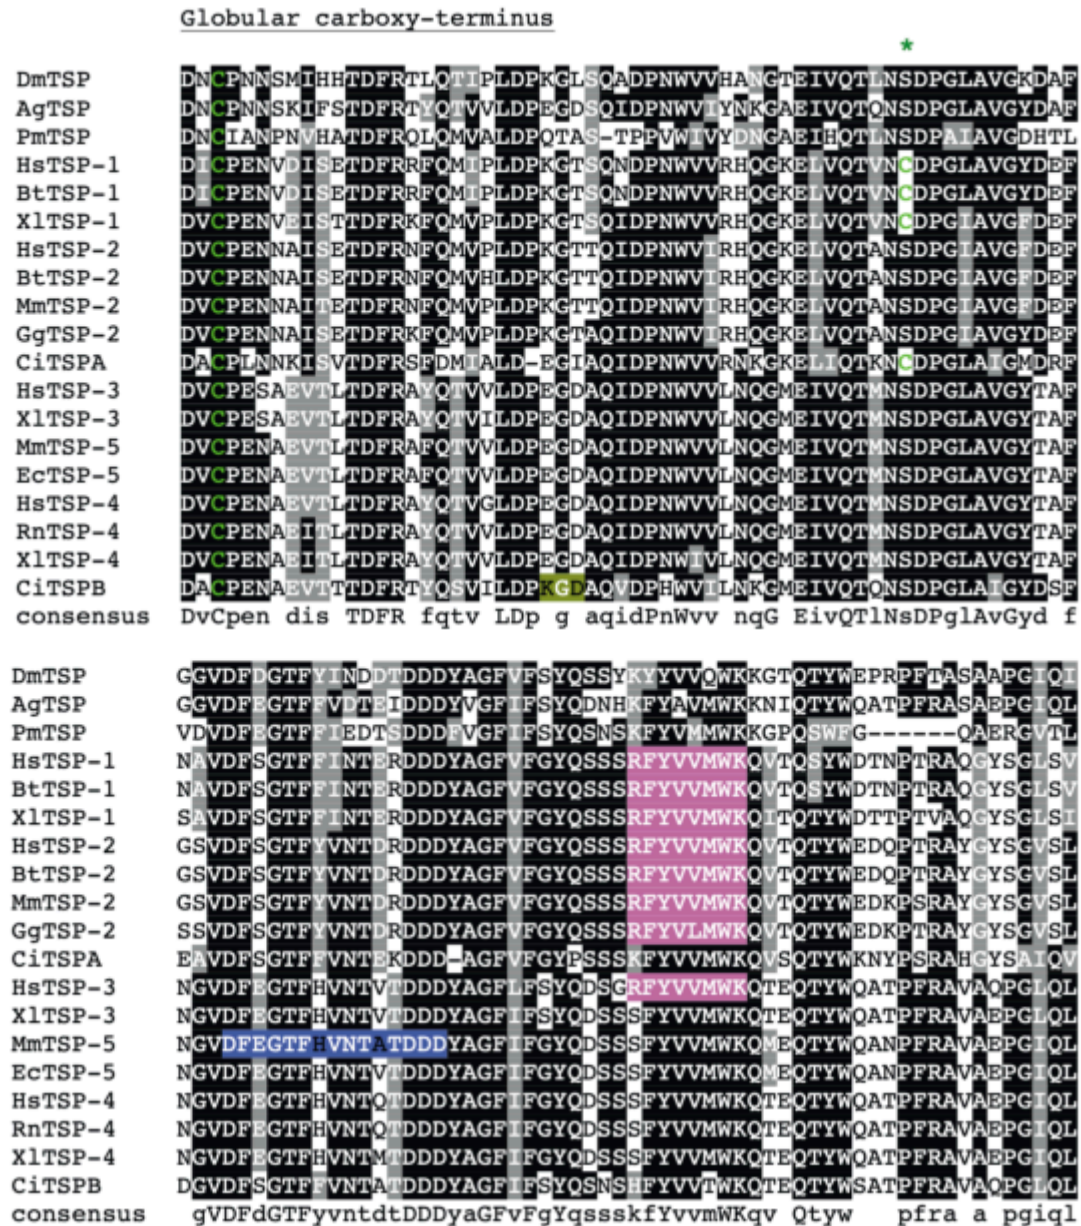 Globular carboxy-terminus
*
DmTSP DNCPNNSMIHHTDFRTLQTIPLDPKGLSQADPNWVVHANGTEIVQTLNSDPGLAVGKDAF
AgTSP DNCPNNSKIFSTDFRTYQTVVLDPEGDSQIDPNWVIYNKGAEIVQTQNSDPGLAVGYDAF
PmTSP DNCIANPNVHATDFRQLQMVALDPQTAS-TPPVWIVYDNGAEIHQTLNSDPAIAVGDHTL
HsTSP-1 DICPENVDISETDFRRFQMIPLDPKGTSQNDPNWVVRHQGKELVQTVNCDPGLAVGYDEF
BtTSP-1 DICPENVDISETDFRRFQMIPLDPKGTSQNDPNWVVRHQGKELVQTVNCDPGLAVGYDEF
XlTSP-1 DVCPENVEISTTDFRKFQMVPLDPKGTSQIDPNWVVRHQGKELVQTVNCDPGIAVGFDEF
HsTSP-2 DVCPENNAISETDFRNFQMVPLDPKGTTQIDPNWVIRHQGKELVQTANSDPGIAVGFDEF
BtTSP-2 DVCPENNAISETDFRNFQMVHLDPKGTTQIDPNWVIRHQGKELVQTANSDPGIAVGFDEF
MmTSP-2 DVCPENNAITETDFRNFQMVPLDPKGTTQIDPNWVIRHQGKELVQTANSDPGIAVGFDEF
GgTSP-2 DVCPENNAISETDFRKFQMVPLDPKGTAQIDPNWVIRHQGKELVQTANSDPGIAVGYDEF
CiTSPA DACPLNNKISVTDFRSFDMIALD-EGIAQIDPNWVVRNKGKELIQTKNCDPGLAIGMDRF
HsTSP-3 DVCPESAEVTLTDFRAYQTVVLDPEGDAQIDPNWVVLNQGMEIVQTMNSDPGLAVGYTAF
XlTSP-3 DVCPESAEVTLTDFRAYQTVILDPEGDAQIDPNWVVLNQGMEIVQTMNSDPGLAVGYTAF
MmTSP-5 DVCPENAEVTLTDFRAFQTVVLDPEGDAQIDPNWVVLNQGMEIVQTMNSDPGLAVGYTAF
EcTSP-5 DVCPENAEVTLTDFRAFQTVVLDPEGDAQIDPNWVVLNQGMEIVQTMNSDPGLAVGYTAF
HsTSP-4 DVCPENAEVTLTDFRAYQTVGLDPEGDAQIDPNWVVLNQGMEIVQTMNSDPGLAVGYTAF
RnTSP-4 DVCPENAEITLTDFRAYQTVVLDPEGDAQIDPNWVVLNQGMEIVQTMNSDPGLAVGYTAF
XlTSP-4 DVCPENAEITLTDFRAYQTVVLDPEGDAQIDPNWIVLNQGMEIVQTMNSDPGLAVGYTAF
CiTSPB DACPENAEVTTTDFRTYQSVILDPKGDAQVDPHWVILNKGMEIVQTQNSDPGLAIGYDSF
consensus DvCpen dis TDFR fqtv LDp g aqidPnWvv nqG EivQTlNsDPglAvGyd f
DmTSP GGVDFDGTFYINDDTDDDYAGFVFSYQSSYKYYVVQWKKGTQTYWEPRPFTASAAPGIQI
AgTSP GGVDFEGTFFVDTEIDDDYVGFIFSYQDNHKFYAVMWKKNIQTYWQATPFRASAEPGIQL
PmTSP VDVDFEGTFFIEDTSDDDFVGFIFSYQSNSKFYVMMWKKGPQSWFG------QAERGVTL
HsTSP-1 NAVDFSGTFFINTERDDDYAGFVFGYQSSSRFYVVMWKQVTQSYWDTNPTRAQGYSGLSV
BtTSP-1 NAVDFSGTFFINTERDDDYAGFVFGYQSSSRFYVVMWKQVTQSYWDTNPTRAQGYSGLSV
XlTSP-1 SAVDFSGTFFINTERDDDYAGFVFGYQSSSRFYVVMWKQITQTYWDTTPTVAQGYSGLSI
HsTSP-2 GSVDFSGTFYVNTDRDDDYAGFVFGYQSSSRFYVVMWKQVTQTYWEDQPTRAYGYSGVSL
BtTSP-2 GSVDFSGTFYVNTDRDDDYAGFVFGYQSSSRFYVVMWKQVTQTYWEDQPTRAYGYSGVSL
MmTSP-2 GSVDFSGTFYVNTDRDDDYAGFVFGYQSSSRFYVVMWKQVTQTYWEDKPSRAYGYSGVSL
GgTSP-2 SSVDFSGTFYVNTDRDDDYAGFVFGYQSSSRFYVLMWKQVTQTYWEDKPTRAYGYSGVSL
CiTSPA EAVDFSGTFFVNTEKDDD-AGFVFGYPSSSKFYVVMWKQVSQTYWKNYPSRAHGYSAIQV
HsTSP-3 NGVDFEGTFHVNTVTDDDYAGFLFSYQDSGRFYVVMWKQTEQTYWQATPFRAVAQPGLQL
XlTSP-3 NGVDFEGTFHVNTVTDDDYAGFIFSYQDSSSFYVVMWKQTEQTYWQATPFRAVAEPGIQL
MmTSP-5 NGVDFEGTFHVNTATDDDYAGFIFGYQDSSSFYVVMWKQMEQTYWQANPFRAVAEPGIQL
EcTSP-5 NGVDFEGTFHVNTVTDDDYAGFIFGYQDSSSFYVVMWKQMEQTYWQANPFRAVAEPGIQL
HsTSP-4 NGVDFEGTFHVNTQTDDDYAGFIFGYQDSSSFYVVMWKQTEQTYWQATPFRAVAEPGIQL
RnTSP-4 NGVDFEGTFHVNTQTDDDYAGFIFGYQDSSSFYVVMWKQTEQTYWQATPFRAVAEPGIQL
XlTSP-4 NGVDFEGTFHVNTMTDDDYAGFIFGYQDSSSFYVVMWKQTEQTYWQATPFRAVAEPGIQL
CiTSPB DGVDFSGTFFVNTATDDDYAGFIFSYQSNSHFYVVTWKQTEQTYWSATPFRAVAQPGLQL
consensus gVDFdGTFyvntdtDDDYaGFvFgYqssskfYvvmWKqv Qtyw pfra a pgiql